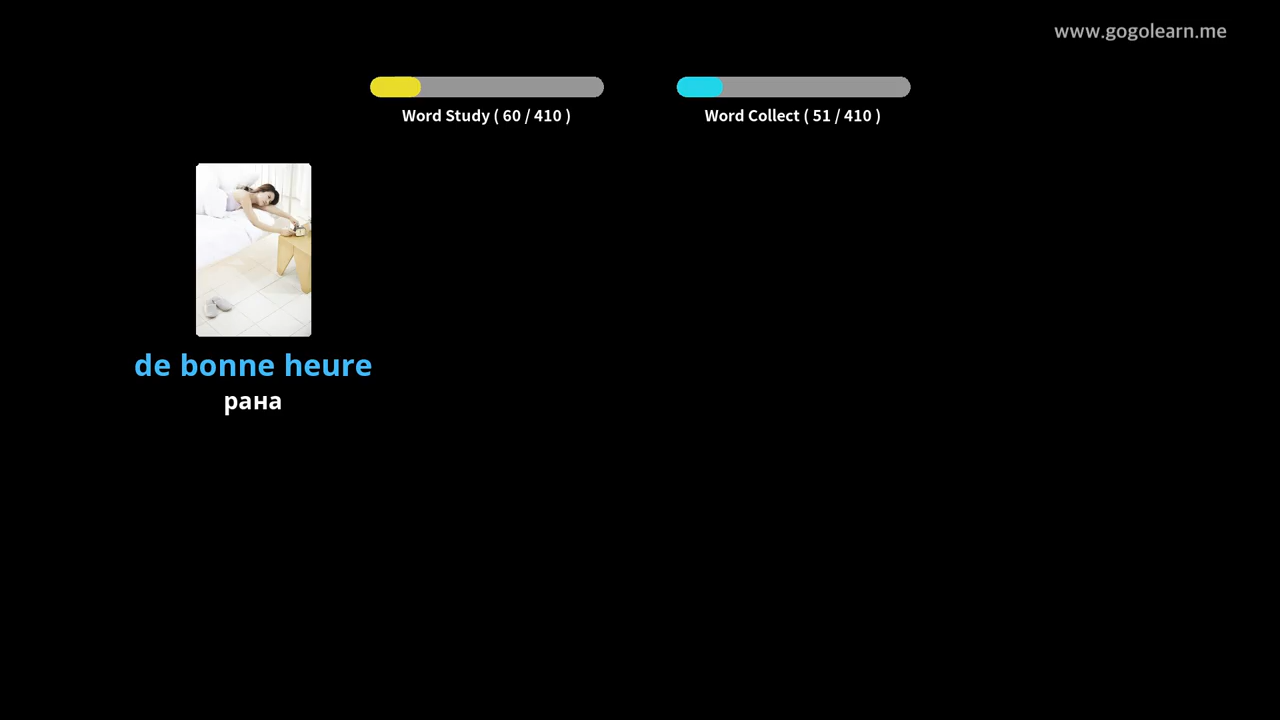 www.gogolearn.me
Word Study ( 60 / 410 )
Word Collect ( 51 / 410 )
de bonne heure
рана